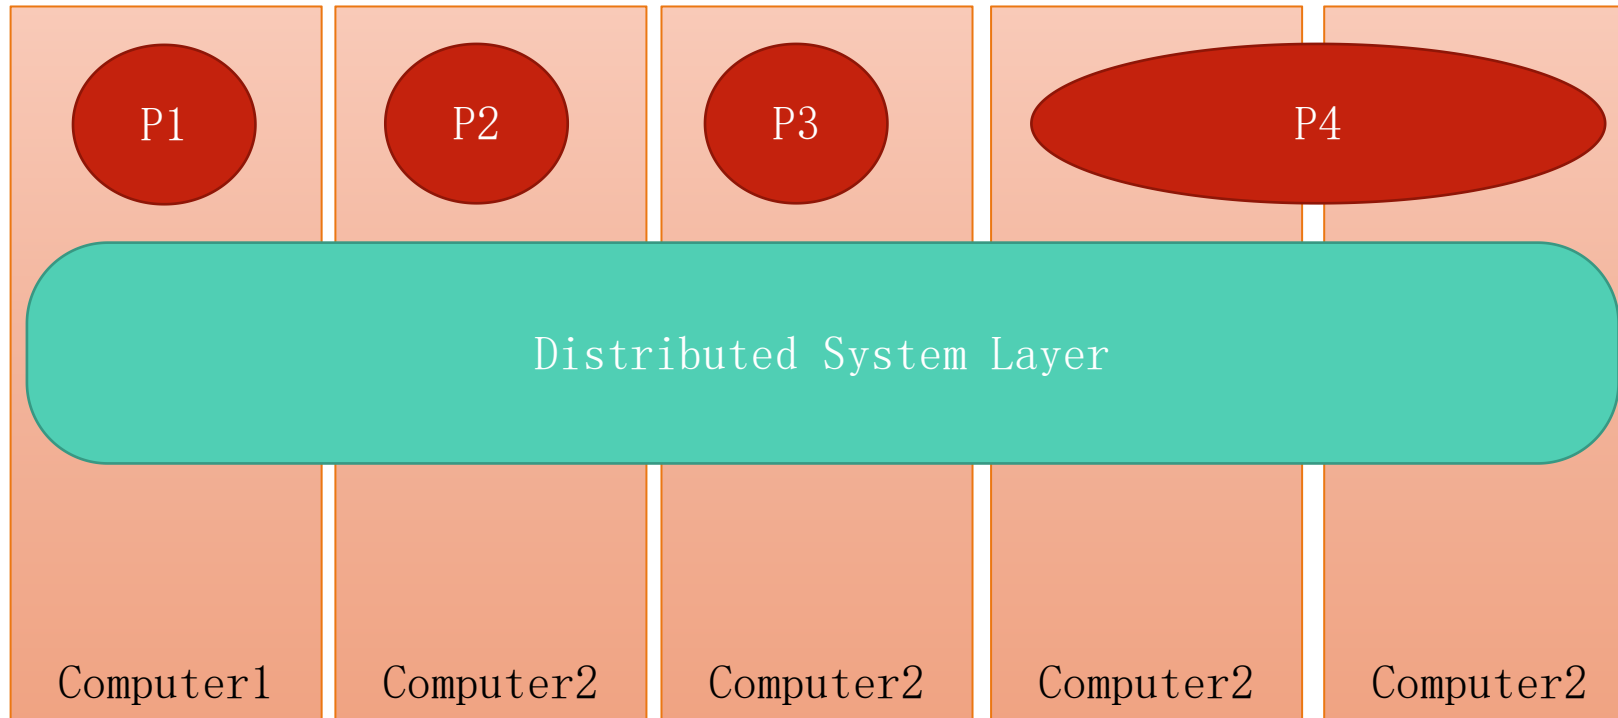 P1
P2
P3
P4
Distributed System Layer
Computer1
Computer2
Computer2
Computer2
Computer2